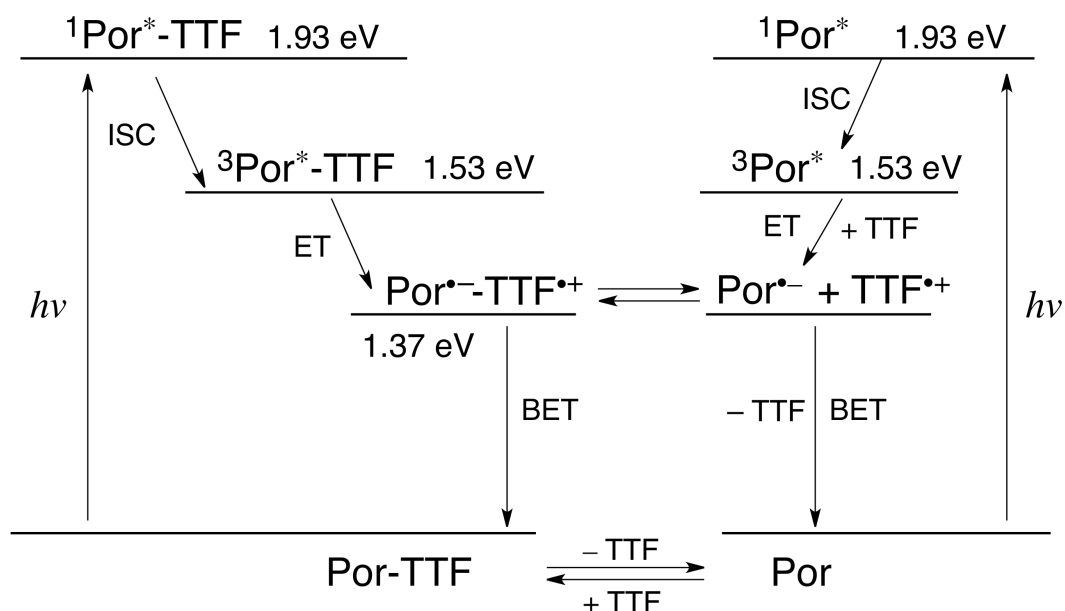 ¹Por*-TTF 1.93 eV
¹Por* 1.93 eV
ISC
ISC
³Por*-TTF 1.53 eV
³Por* 1.53 eV
ET
ET + TTF
Por•–-TTF•+
Por•– + TTF•+
hν
hν
1.37 eV
BET
– TTF BET
– TTF
Por-TTF
Por
+ TTF